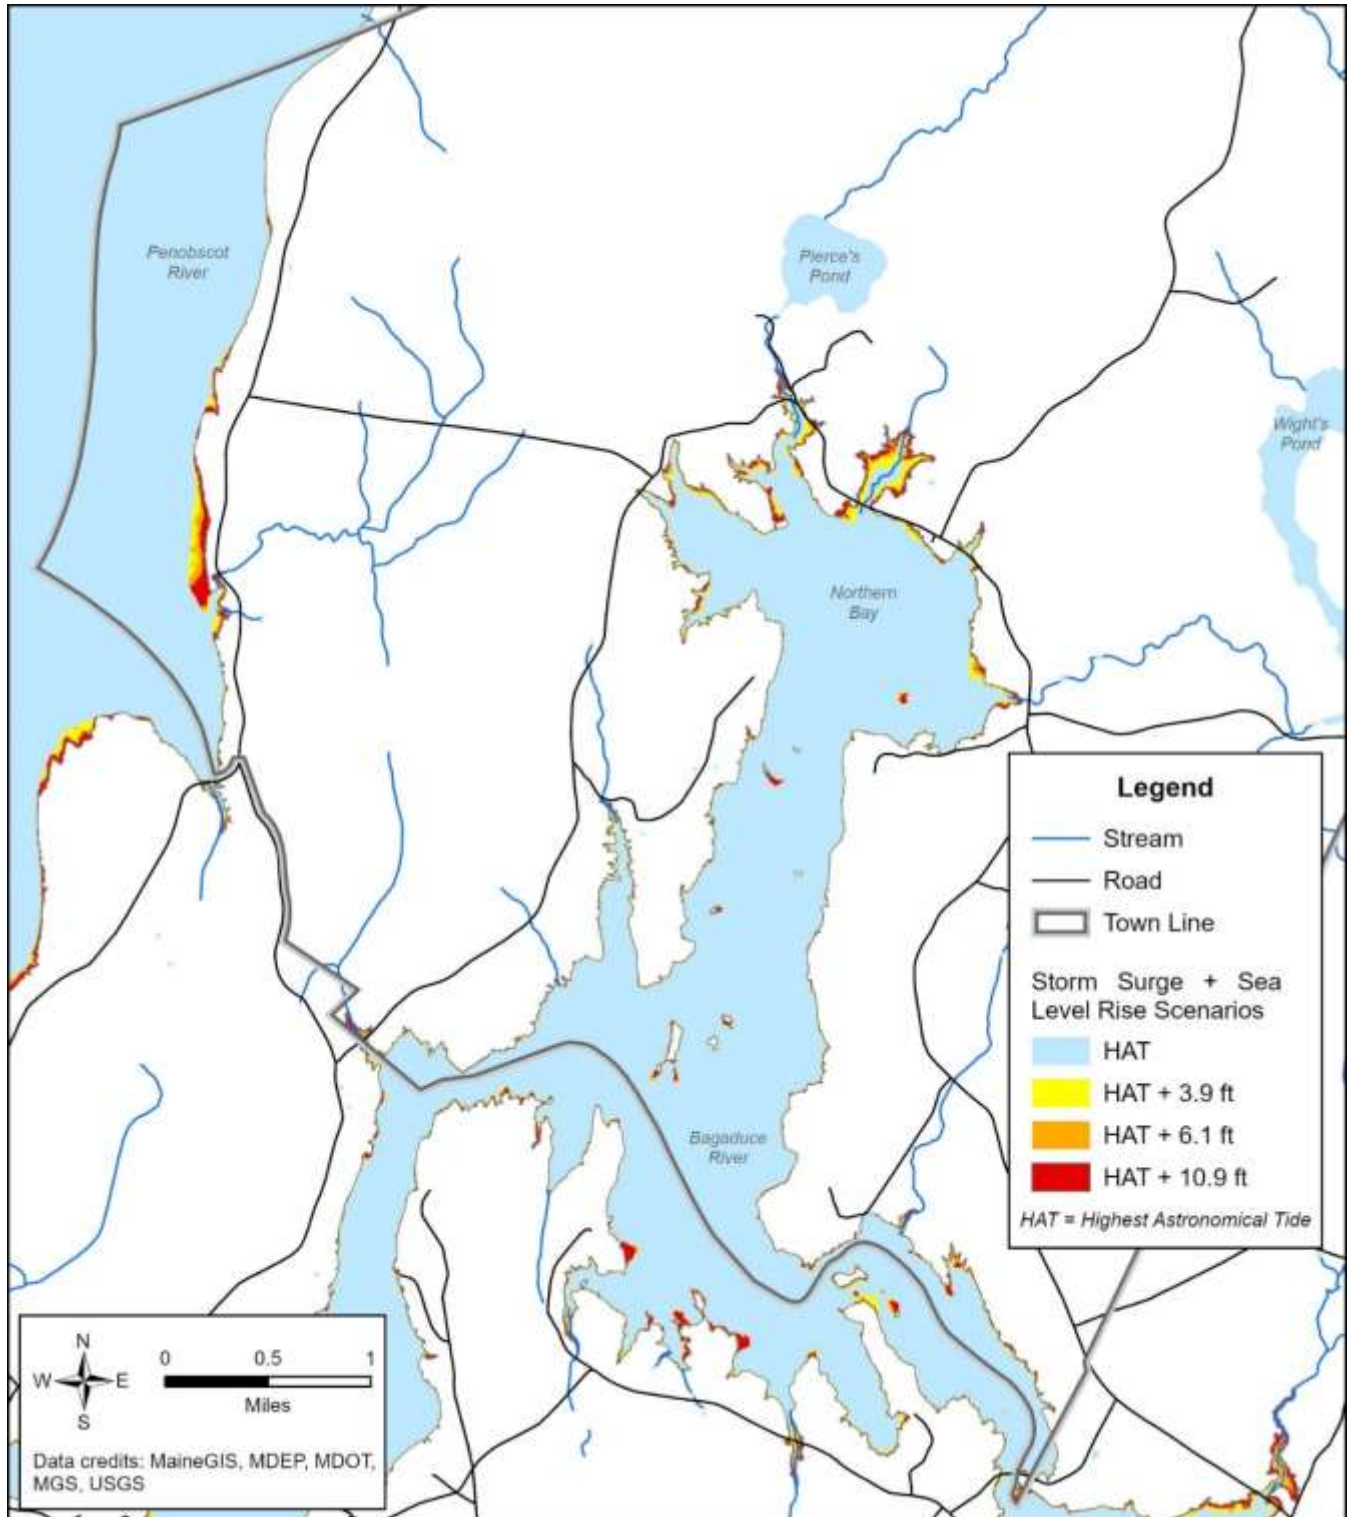 Penobscot
River
Pierce's
Pond
Wight's
Pond
Northern
Bay
Bagaduce
River
Legend
Stream
Road
Town Line
Storm Surge + Sea
Level Rise Scenarios
HAT
HAT + 3.9 ft
HAT + 6.1 ft
HAT + 10.9 ft
HAT = Highest Astronomical Tide
N
W E
S
0 0.5 1
Miles
Data credits: MaineGIS, MDEP, MDOT,
MGS, USGS